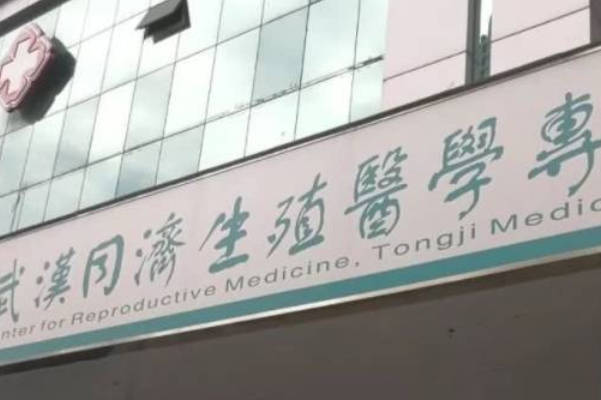 武漢同濟生殖醫學專
enter for Reproductive Medicine, Tongji Medic